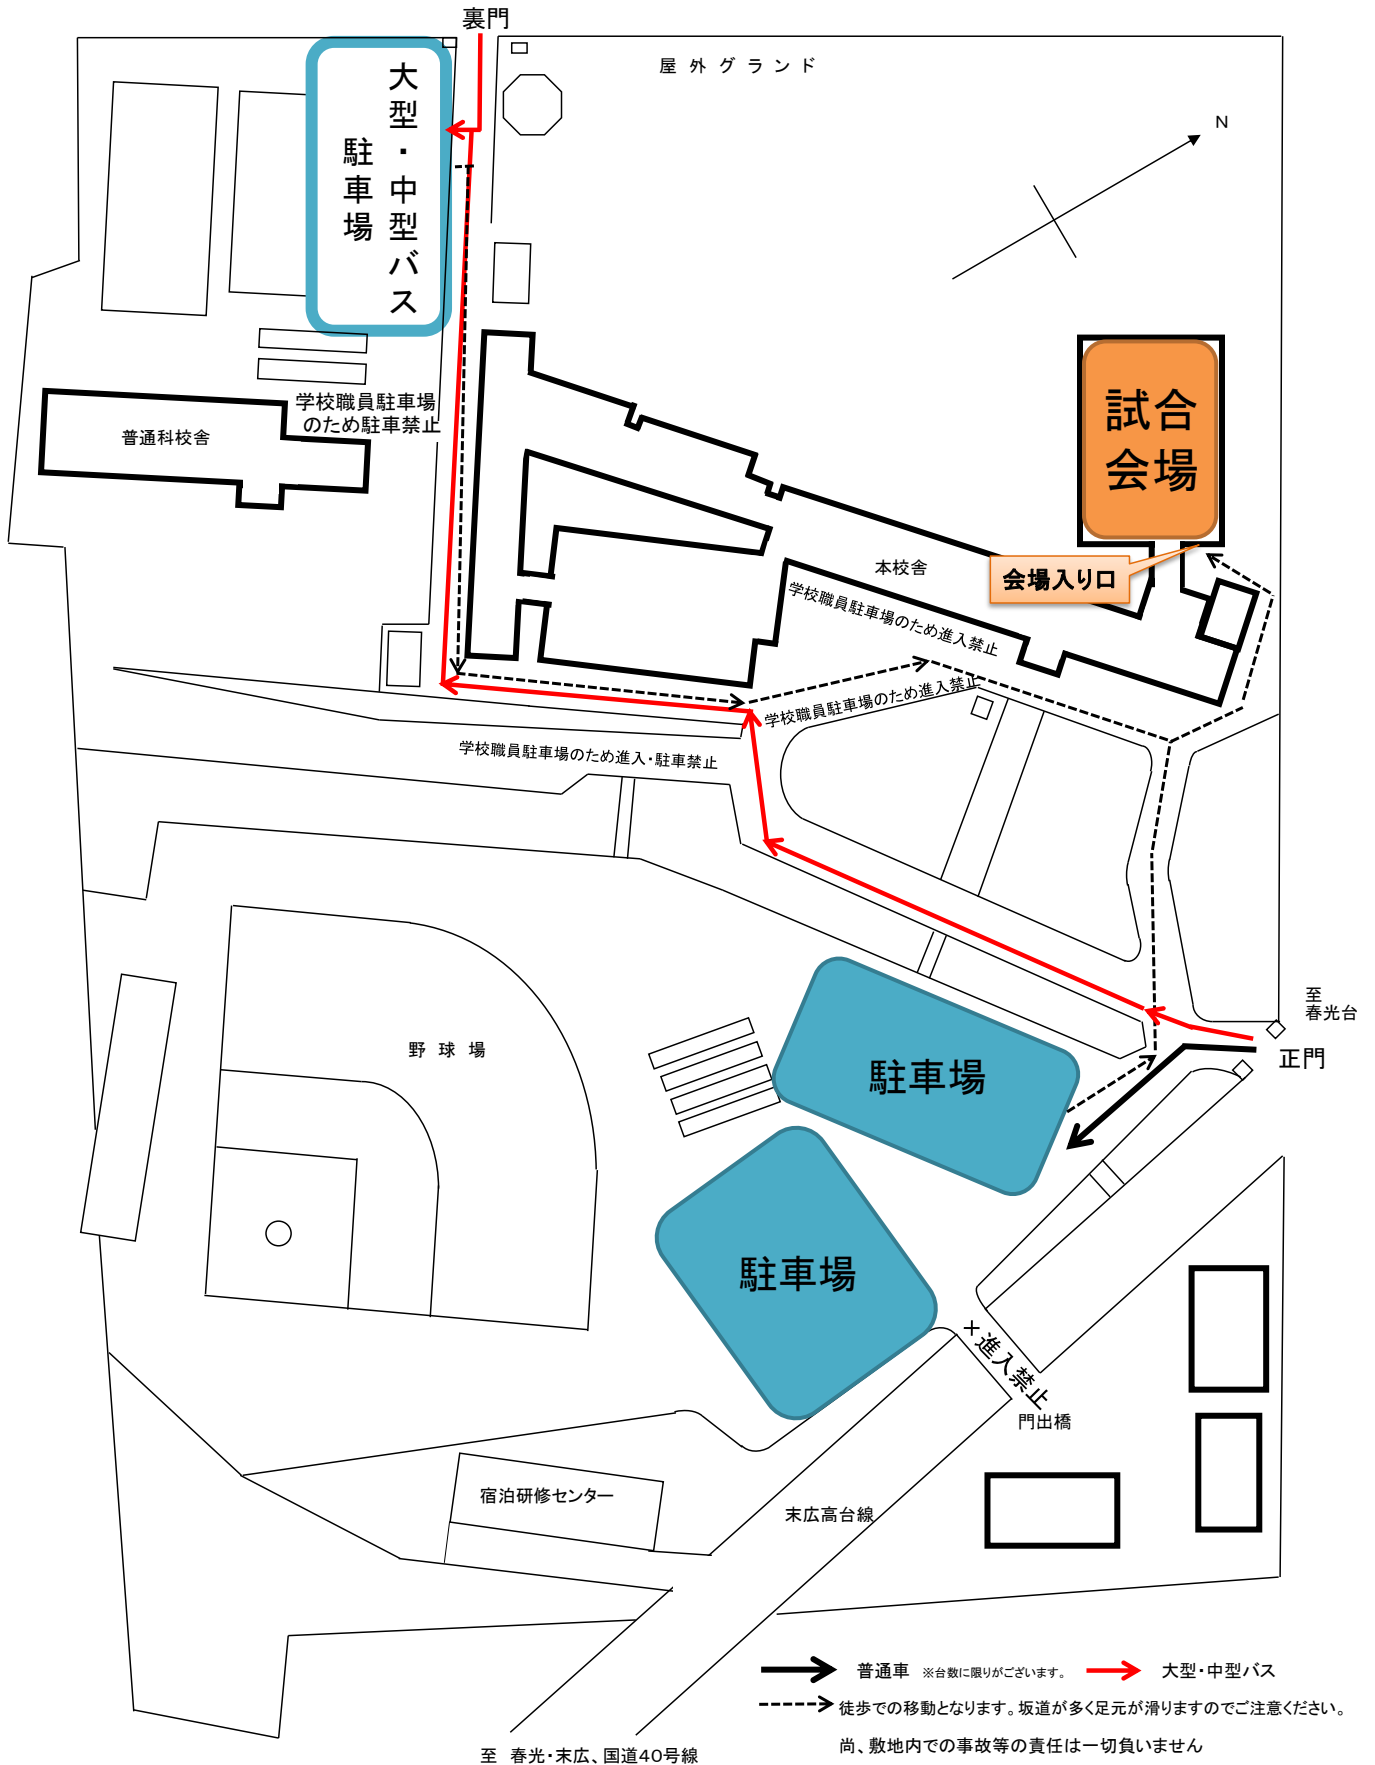 裏門
屋外グランド
大型・中型バス
駐車場
N
試合
会場
学校職員駐車場
のため駐車禁止
普通科校舎
本校舎
会場入り口
学校職員駐車場のため進入禁止
学校職員駐車場のため進入禁止
学校職員駐車場のため進入・駐車禁止
至
春光台
正門
野球場
駐車場
駐車場
×進入禁止
門出橋
宿泊研修センター
末広高台線
普通車 ※台数に限りがございます。 大型・中型バス
徒歩での移動となります。坂道が多く足元が滑りますのでご注意ください。
尚、敷地内での事故等の責任は一切負いません
至 春光・末広、国道40号線